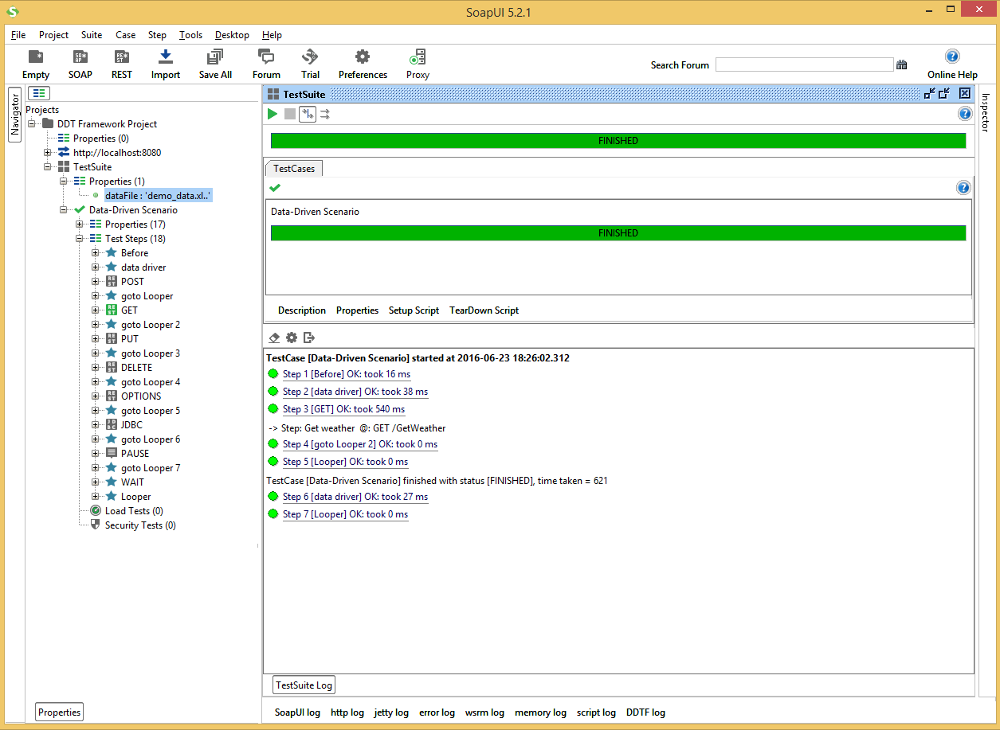 SoapUI 5.2.1
File Project Suite Case Step Tools Desktop Help
Empty SOAP REST Import Save All Forum Trial Preferences Proxy Search Forum Online Help
Navigator
Projects
DDT Framework Project
Properties (0)
http://localhost:8080
TestSuite
Properties (1)
dataFile : 'demo_data.xl..'
Data-Driven Scenario
Properties (17)
Test Steps (18)
Before
data driver
POST
goto Looper
GET
goto Looper 2
PUT
goto Looper 3
DELETE
goto Looper 4
OPTIONS
goto Looper 5
JDBC
goto Looper 6
PAUSE
goto Looper 7
WAIT
Looper
Load Tests (0)
Security Tests (0)
Properties
TestSuite
FINISHED
TestCases
Data-Driven Scenario
FINISHED
Description Properties Setup Script TearDown Script
TestCase [Data-Driven Scenario] started at 2016-06-23 18:26:02.312
Step 1 [Before] OK: took 16 ms
Step 2 [data driver] OK: took 38 ms
Step 3 [GET] OK: took 540 ms
-> Step: Get weather @: GET /GetWeather
Step 4 [goto Looper 2] OK: took 0 ms
Step 5 [Looper] OK: took 0 ms
TestCase [Data-Driven Scenario] finished with status [FINISHED], time taken = 621
Step 6 [data driver] OK: took 27 ms
Step 7 [Looper] OK: took 0 ms
TestSuite Log
SoapUI log http log jetty log error log wsrm log memory log script log DDTF log
Inspector